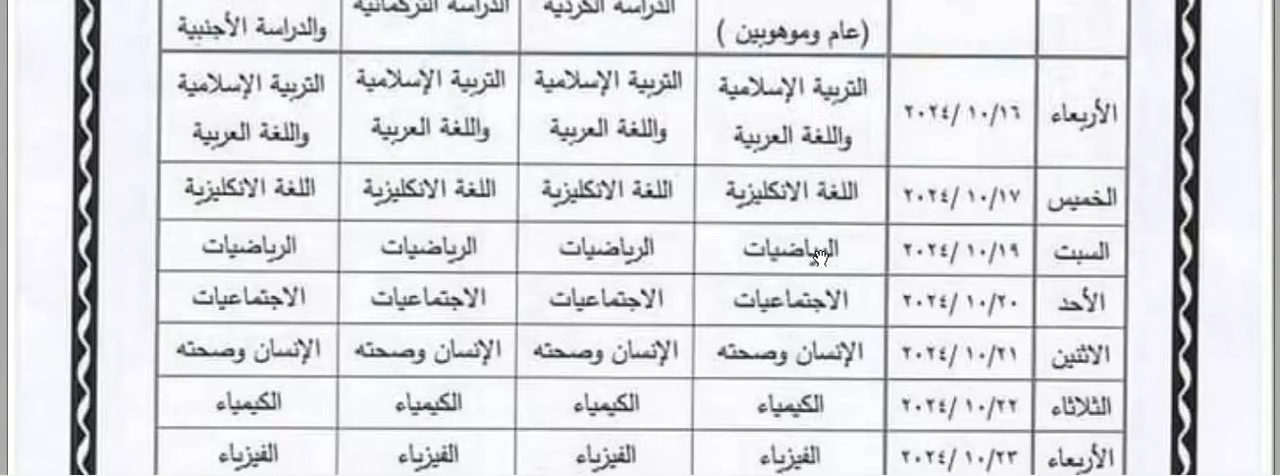 (عام وموهوبين ) الدراسة الكردية الدراسة التركمانية والدراسة الأجنبية
الأربعاء ٢٠٢٤/١٠/١٦ التربية الإسلامية واللغة العربية التربية الإسلامية واللغة العربية التربية الإسلامية واللغة العربية التربية الإسلامية واللغة العربية
الخميس ٢٠٢٤/١٠/١٧ اللغة الانكليزية اللغة الانكليزية اللغة الانكليزية اللغة الانكليزية
السبت ٢٠٢٤/١٠/١٩ الرياضيات الرياضيات الرياضيات الرياضيات
الأحد ٢٠٢٤/١٠/٢٠ الاجتماعيات الاجتماعيات الاجتماعيات الاجتماعيات
الاثنين ٢٠٢٤/١٠/٢١ الإنسان وصحته الإنسان وصحته الإنسان وصحته الإنسان وصحته
الثلاثاء ٢٠٢٤/١٠/٢٢ الكيمياء الكيمياء الكيمياء الكيمياء
الأربعاء ٢٠٢٤/١٠/٢٣ الفيزياء الفيزياء الفيزياء الفيزياء